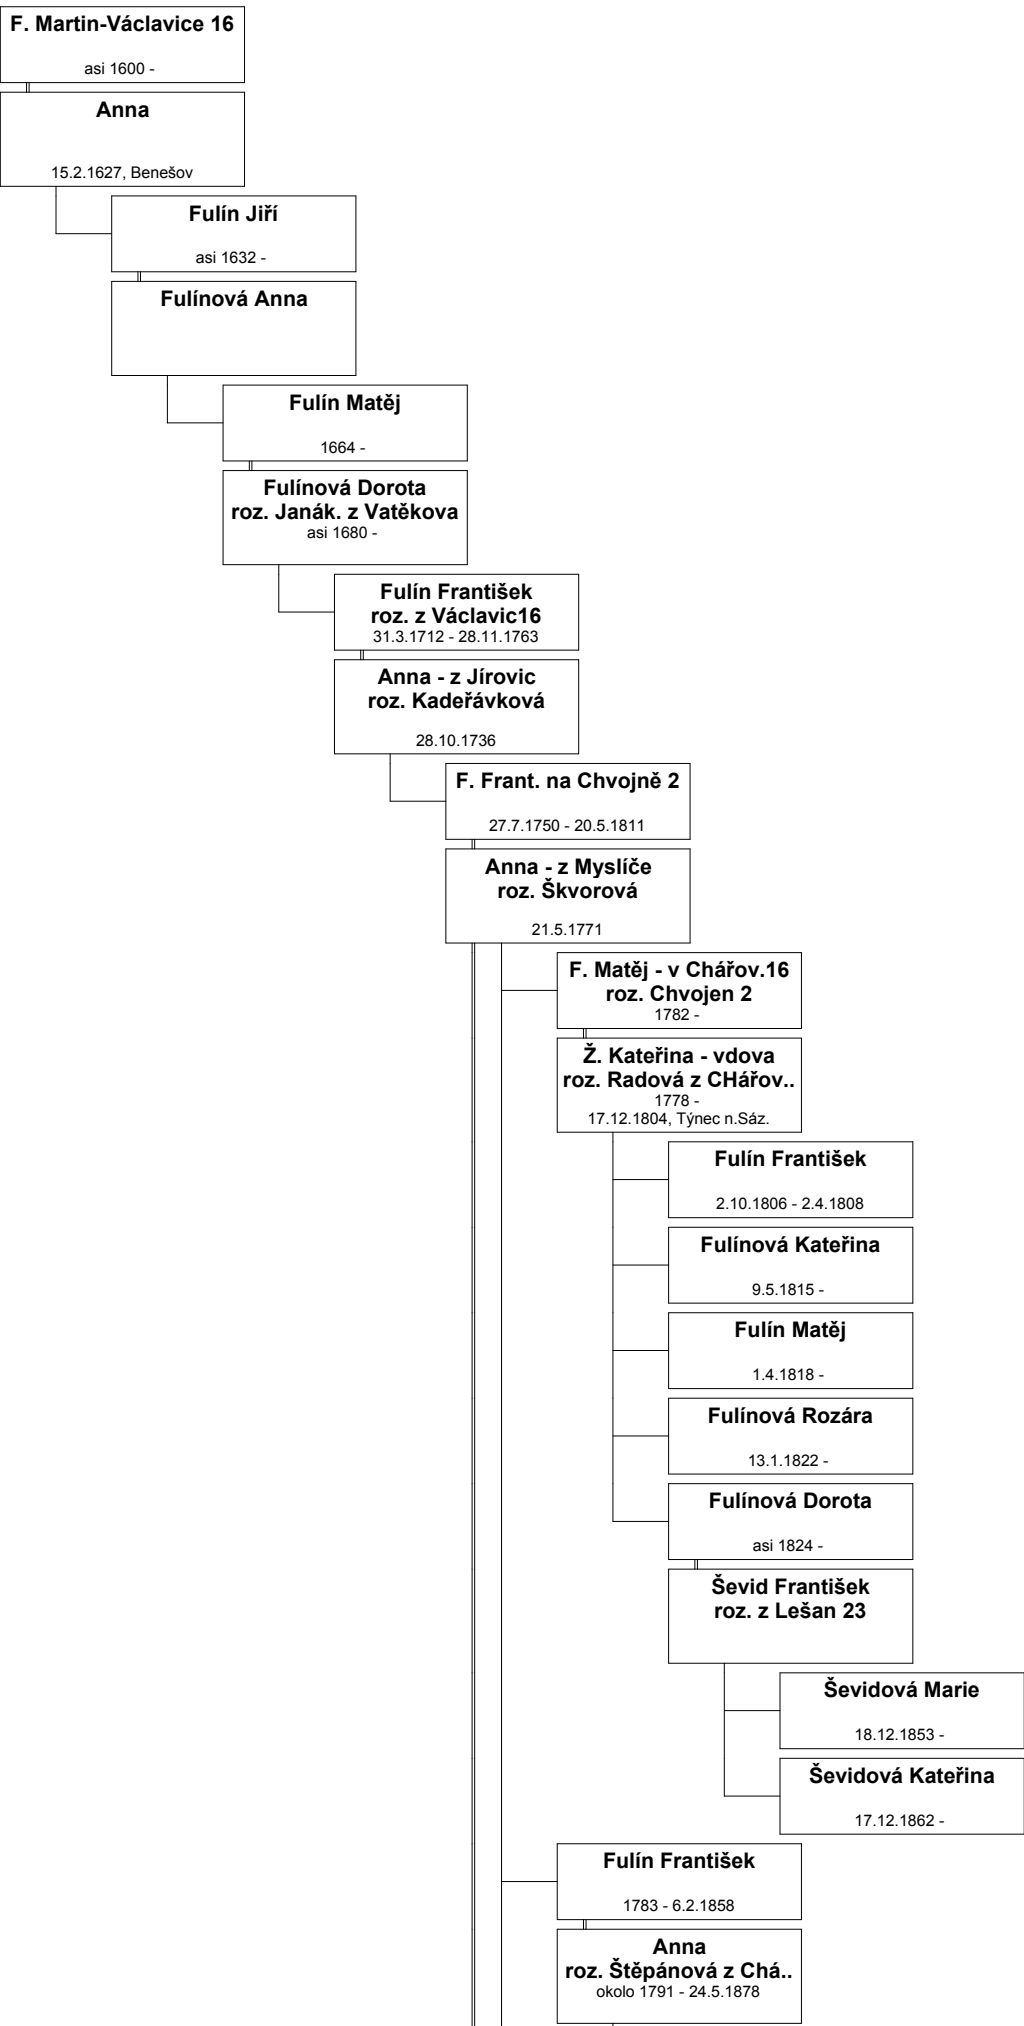 F. Martin-Václavice 16
asi 1600 -
Anna
15.2.1627, Benešov
Fulín Jiří
asi 1632 -
Fulínová Anna
Fulín Matěj
1664 -
Fulínová Dorota
roz. Janák. z Vatěkova
asi 1680 -
Fulín František
roz. z Václavic16
31.3.1712 - 28.11.1763
Anna - z Jírovic
roz. Kadeřávková
28.10.1736
F. Frant. na Chvojně 2
27.7.1750 - 20.5.1811
Anna - z Myslíče
roz. Škvorová
21.5.1771
F. Matěj - v Chářov.16
roz. Chvojen 2
1782 -
Ž. Kateřina - vdova
roz. Radová z CHářov..
1778 -
17.12.1804, Týnec n.Sáz.
Fulín František
2.10.1806 - 2.4.1808
Fulínová Kateřina
9.5.1815 -
Fulín Matěj
1.4.1818 -
Fulínová Rozára
13.1.1822 -
Fulínová Dorota
asi 1824 -
Ševid František
roz. z Lešan 23
Ševidová Marie
18.12.1853 -
Ševidová Kateřina
17.12.1862 -
Fulín František
1783 - 6.2.1858
Anna
roz. Štěpánová z Chá..
okolo 1791 - 24.5.1878